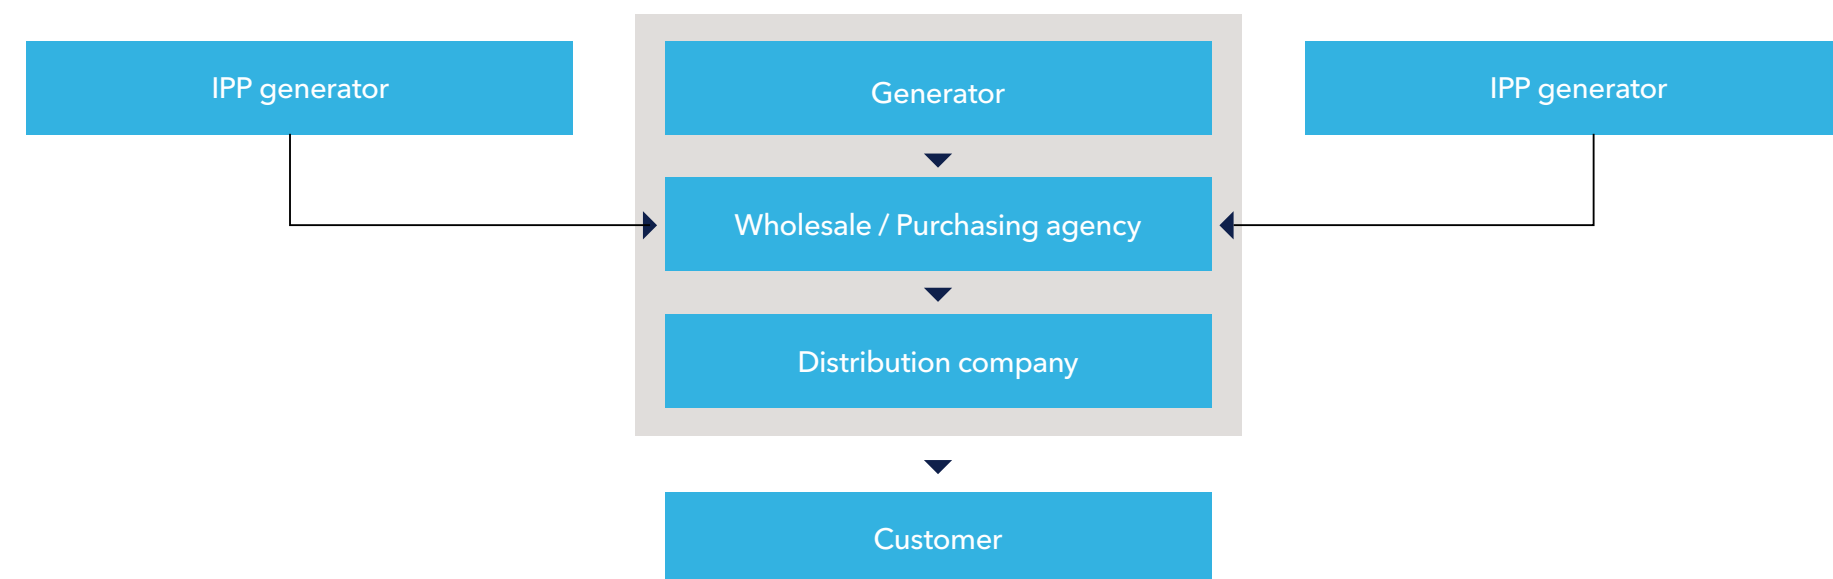 IPP generator
Generator
IPP generator
Wholesale / Purchasing agency
Distribution company
Customer